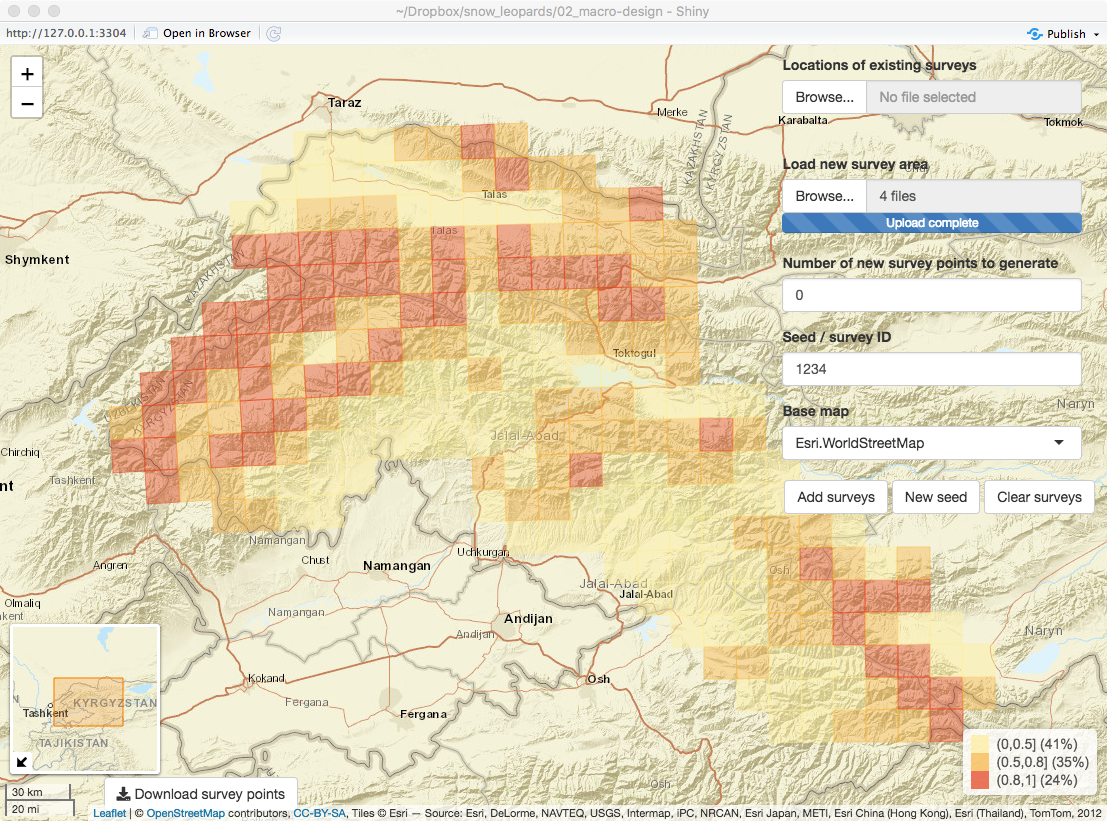 ~/Dropbox/snow_leopards/02_macro-design - Shiny
http://127.0.0.1:3304
Open in Browser
Publish
+
−
Locations of existing surveys
Browse...
No file selected
Taraz
Merke
Karabalta
Tokmok
KAZAKHSTAN
KYRGYZSTAN
Load new survey area
Browse...
4 files
Upload complete
Talas
Talas
Shymkent
KAZAKHSTAN
Number of new survey points to generate
0
Seed / survey ID
1234
Toktogul
Base map
Naryn
Esri.WorldStreetMap
UZBEKISTAN
KYRGYZSTAN
Jalal-Abad
Chirchiq
Tashkent
nt
Add surveys
New seed
Clear surveys
Namangan
Angren
Chust
Namangan
Uchkurgan
Osh
Jalal-Abad
Jalal-Abad
Olmaliq
hkent
Namangan
Andijan
Andijan
Naryn
Kokand
Osh
Fergana
Fergana
KYRGYZSTAN
Tashkent
TAJIKISTAN
Osh
(0,0.5] (41%)
(0.5,0.8] (35%)
(0.8,1] (24%)
30 km
20 mi
Download survey points
Leaflet | © OpenStreetMap contributors, CC-BY-SA, Tiles © Esri — Source: Esri, DeLorme, NAVTEQ, USGS, Intermap, iPC, NRCAN, Esri Japan, METI, Esri China (Hong Kong), Esri (Thailand), TomTom, 2012